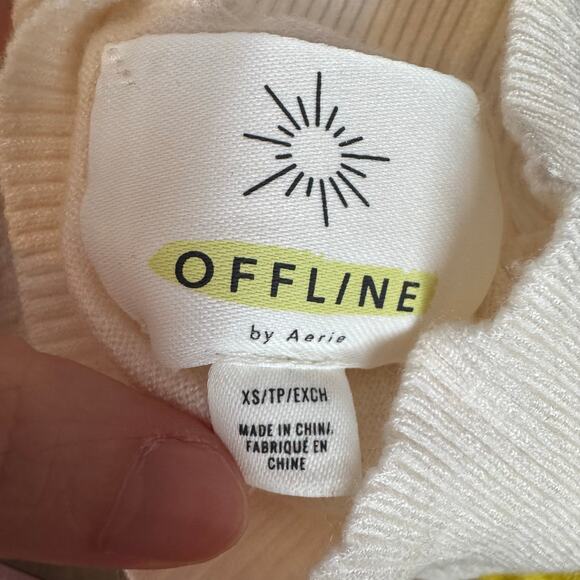 OFFLINE
by Aerie
XS/TP/EXCH
MADE IN CHINA
FABRIQUÉ EN
CHINE